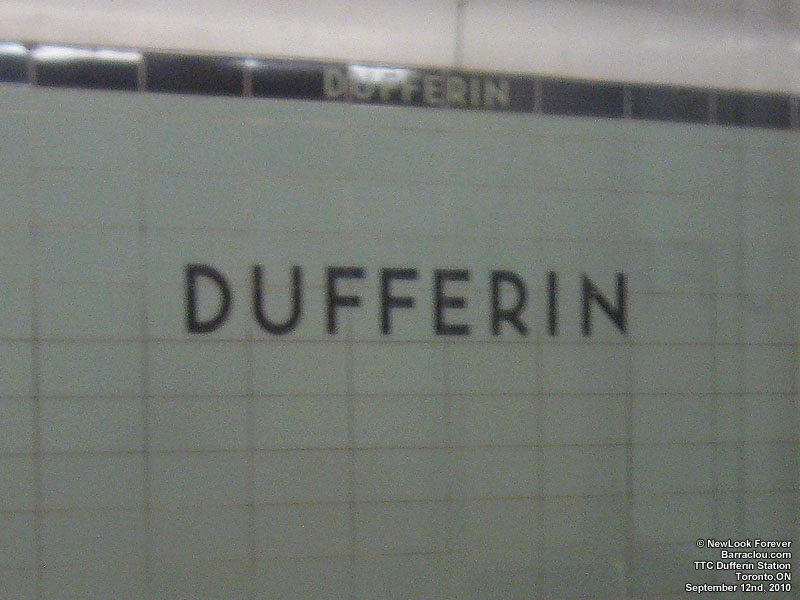 DUFFERIN
DUFFERIN
© NewLook Forever
Barraclou.com
TTC Dufferin Station
Toronto,ON
September 12nd, 2010